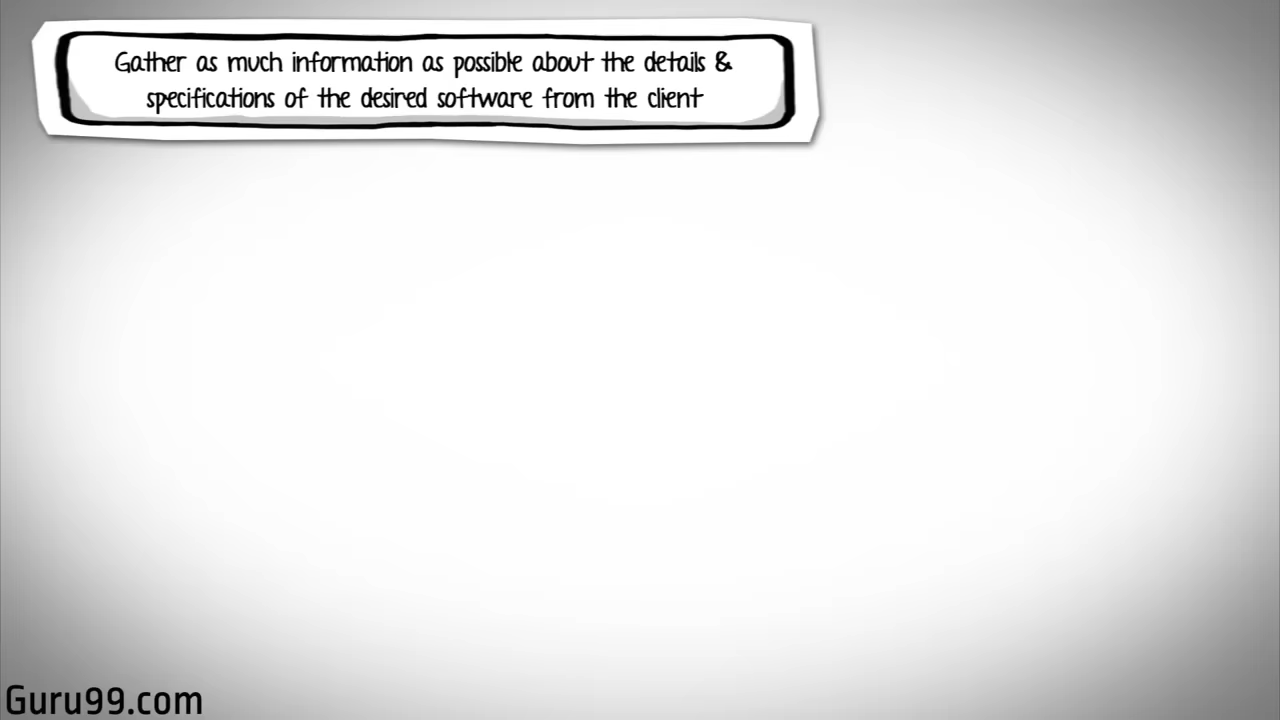 Gather as much information as possible about the details &
specifications of the desired software from the client
Guru99.com